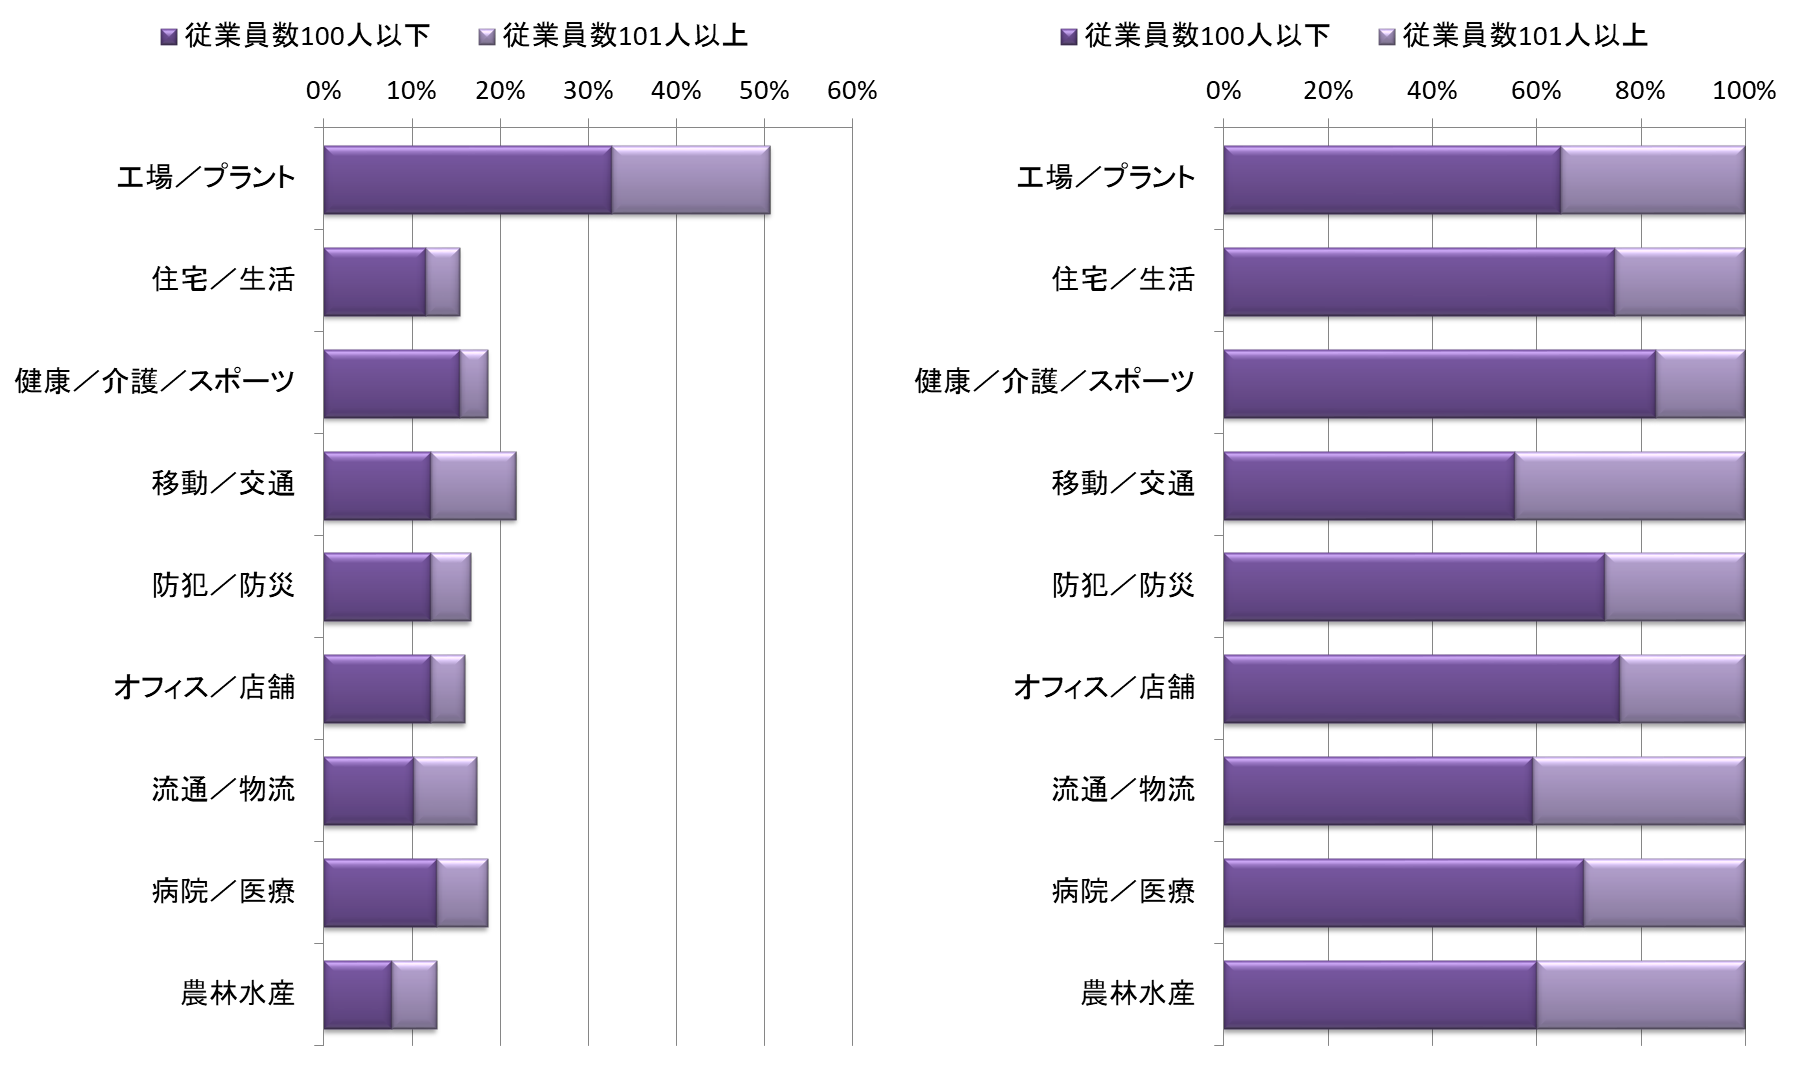 従業員数100人以下 従業員数101人以上
0% 10% 20% 30% 40% 50% 60%
工場／プラント
住宅／生活
健康／介護／スポーツ
移動／交通
防犯／防災
オフィス／店舗
流通／物流
病院／医療
農林水産
従業員数100人以下 従業員数101人以上
0% 20% 40% 60% 80% 100%
工場／プラント
住宅／生活
健康／介護／スポーツ
移動／交通
防犯／防災
オフィス／店舗
流通／物流
病院／医療
農林水産